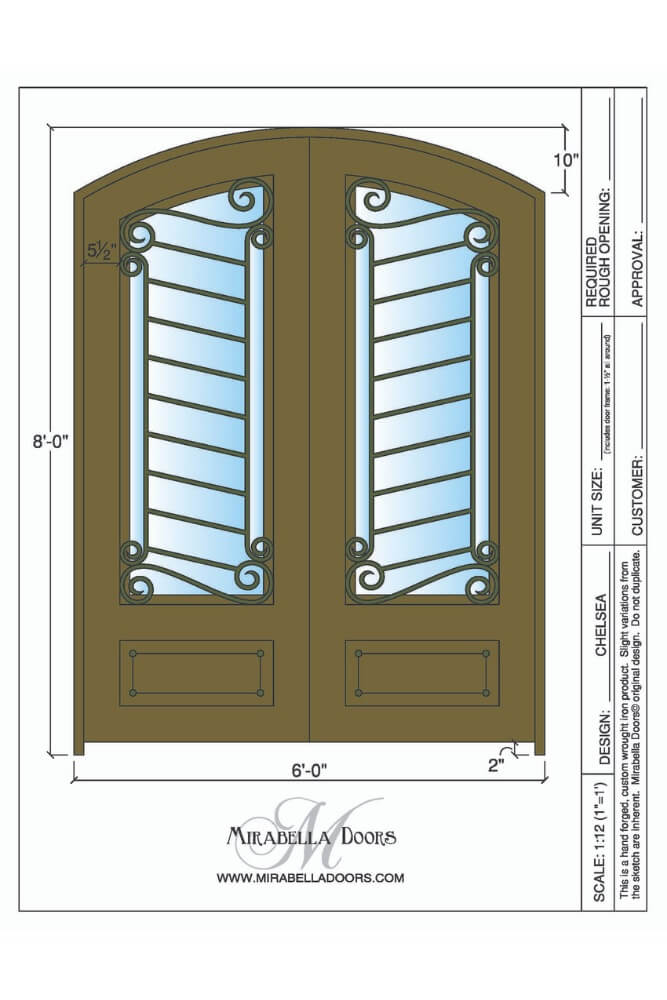 10"
5½"
8'-0"
6'-0"
2"
MIRABELLA DOORS
M
WWW.MIRABELLADOORS.COM
REQUIRED
ROUGH OPENING:
APPROVAL:
UNIT SIZE:
(includes door frame: 1-½" all around)
CUSTOMER:
DESIGN: CHELSEA
SCALE: 1:12 (1"=1')
This is a hand forged, custom wrought iron product. Slight variations from
the sketch are inherent. Mirabella Doors© original design. Do not duplicate.